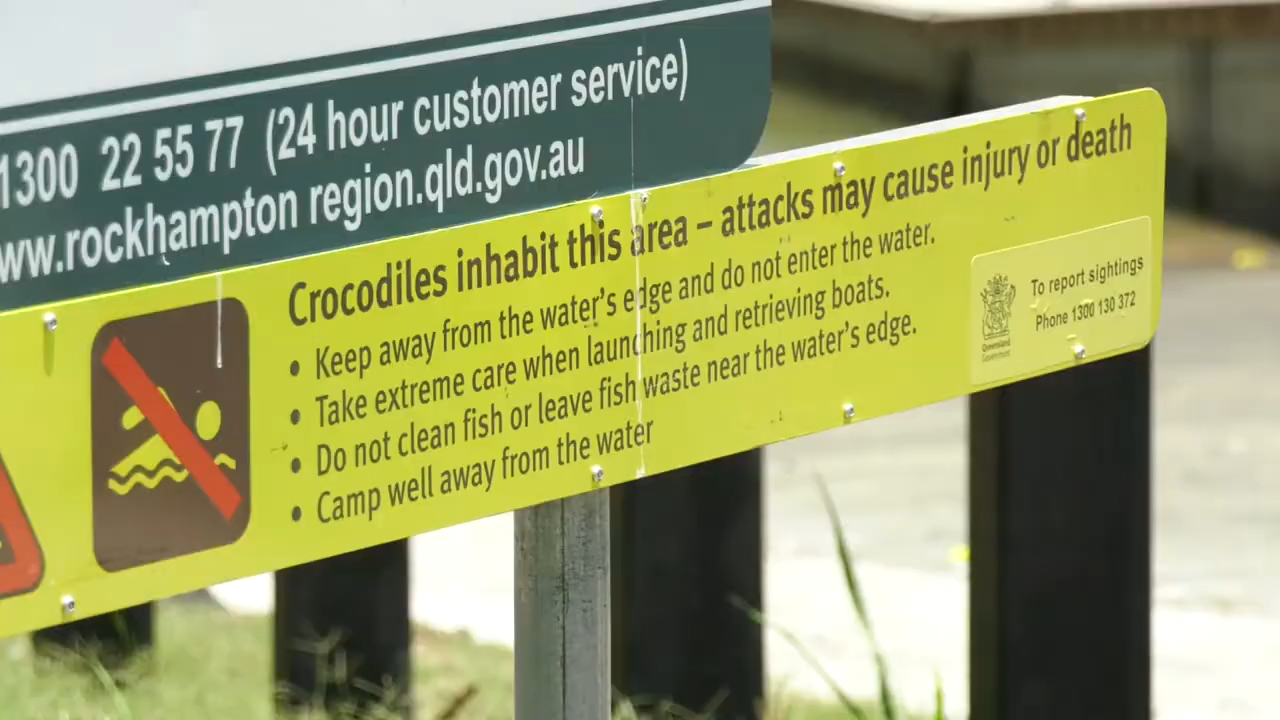 1300 22 55 77 (24 hour customer service)
ww.rockhampton region.qld.gov.au
Crocodiles inhabit this area – attacks may cause injury or death
• Keep away from the water's edge and do not enter the water.
• Take extreme care when launching and retrieving boats.
• Do not clean fish or leave fish waste near the water's edge.
• Camp well away from the water
To report sightings
Phone 1300 130 372
Queensland
Government